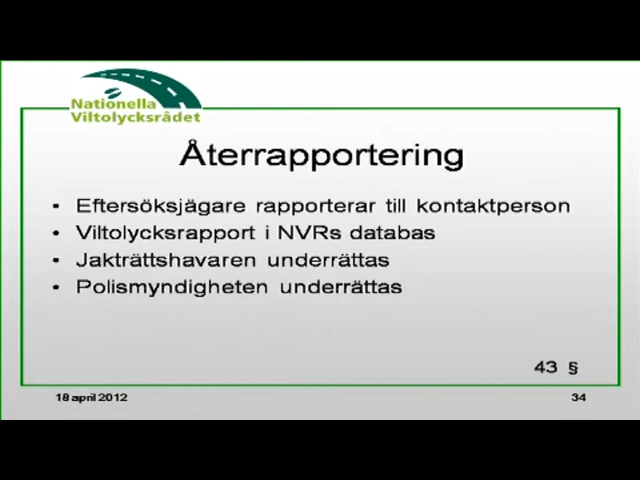 Nationella
Viltolycksrådet
Återrapportering
• Eftersöksjägare rapporterar till kontaktperson
• Viltolycksrapport i NVRs databas
• Jakträttshavaren underrättas
• Polismyndigheten underrättas
43 §
18 april 2012
34